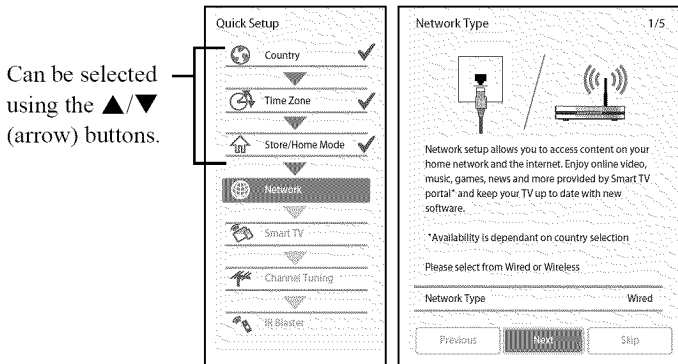 Can be selected
using the ▲/▼
(arrow) buttons.
Quick Setup
Country
Time Zone
Store/Home Mode
Network
Smart TV
Channel Tuning
IR Blaster
Network Type 1/5
Network setup allows you to access content on your
home network and the internet. Enjoy online video,
music, games, news and more provided by Smart TV
portal* and keep your TV up to date with new
software.
*Availability is dependant on country selection
Please select from Wired or Wireless
Network Type Wired
Previous Next Skip